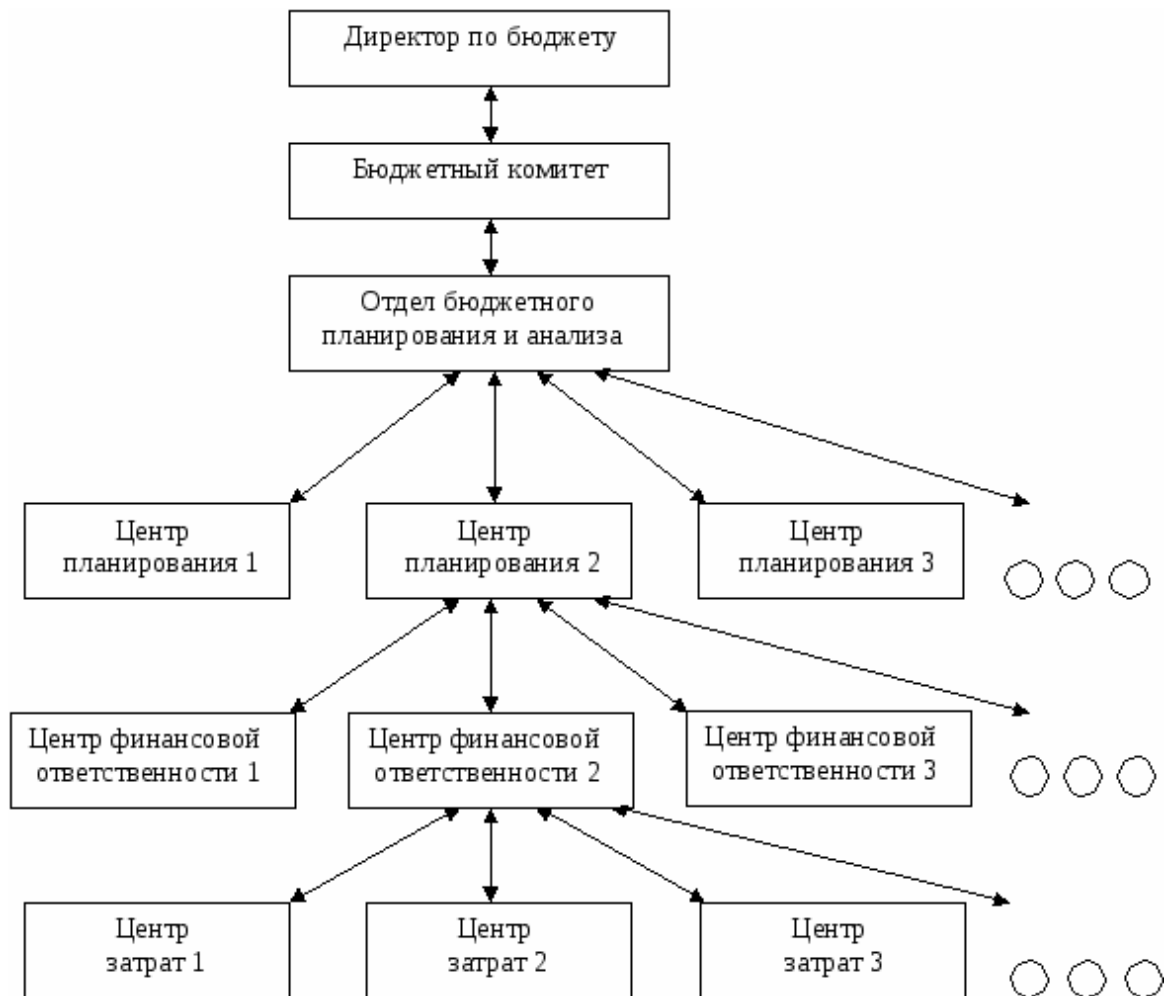 Директор по бюджету
Бюджетный комитет
Отдел бюджетного
планирования и анализа
Центр
планирования 1
Центр
планирования 2
Центр
планирования 3
Центр финансовой
ответственности 1
Центр финансовой
ответственности 2
Центр финансовой
ответственности 3
Центр
затрат 1
Центр
затрат 2
Центр
затрат 3